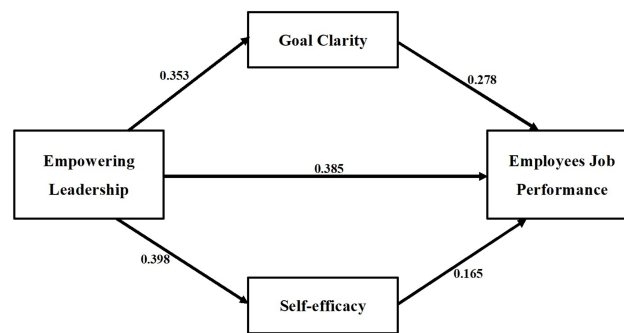 Goal Clarity
0.353
0.278
Empowering
Leadership
0.385
Employees Job
Performance
0.398
0.165
Self-efficacy